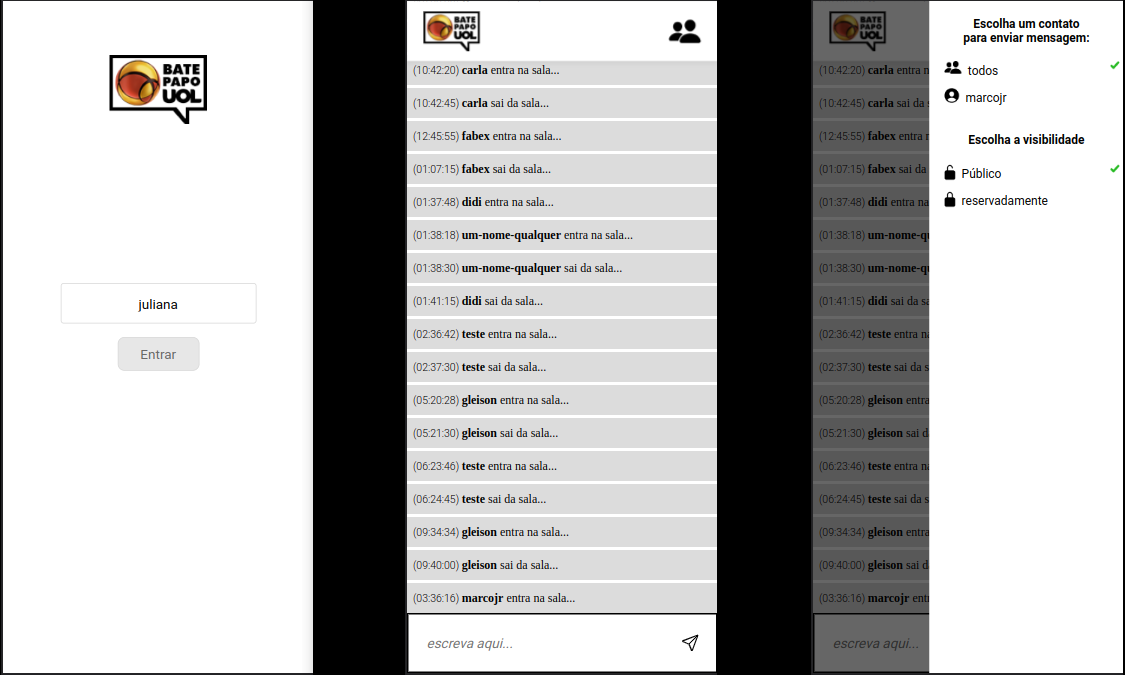 BATE
PAPO
UOL
juliana
Entrar
BATE
PAPO
UOL
(10:42:20) carla entra na sala...
(10:42:45) carla sai da sala...
(12:45:55) fabex entra na sala...
(01:07:15) fabex sai da sala...
(01:37:48) didi entra na sala...
(01:38:18) um-nome-qualquer entra na sala...
(01:38:30) um-nome-qualquer sai da sala...
(01:41:15) didi sai da sala...
(02:36:42) teste entra na sala...
(02:37:30) teste sai da sala...
(05:20:28) gleison entra na sala...
(05:21:30) gleison sai da sala...
(06:23:46) teste entra na sala...
(06:24:45) teste sai da sala...
(09:34:34) gleison entra na sala...
(09:40:00) gleison sai da sala...
(03:36:16) marcojr entra na sala...
escreva aqui...
BATE
PAPO
UOL
(10:42:20) carla entra n
(10:42:45) carla sai da s
(12:45:55) fabex entra n
(01:07:15) fabex sai da
(01:37:48) didi entra na
(01:38:18) um-nome-qu
(01:38:30) um-nome-qu
(01:41:15) didi sai da sa
(02:36:42) teste entra n
(02:37:30) teste sai da s
(05:20:28) gleison entra
(05:21:30) gleison sai d
(06:23:46) teste entra n
(06:24:45) teste sai da s
(09:34:34) gleison entra
(09:40:00) gleison sai d
(03:36:16) marcojr entr
escreva aqui...
Escolha um contato
para enviar mensagem:
todos
marcojr
Escolha a visibilidade
Público
reservadamente